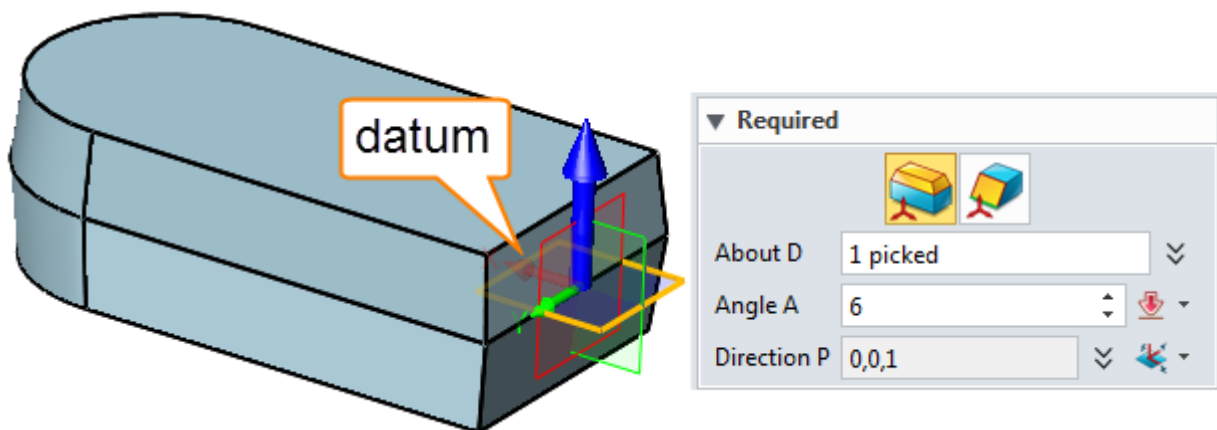 datum
Required
About D 1 picked
Angle A 6
Direction P 0,0,1